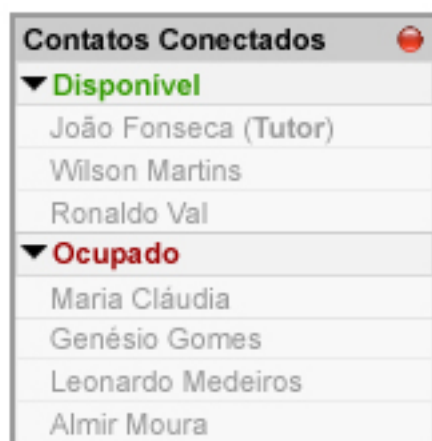 Contatos Conectados
Disponível
João Fonseca (Tutor)
Wilson Martins
Ronaldo Val
Ocupado
Maria Cláudia
Genésio Gomes
Leonardo Medeiros
Almir Moura